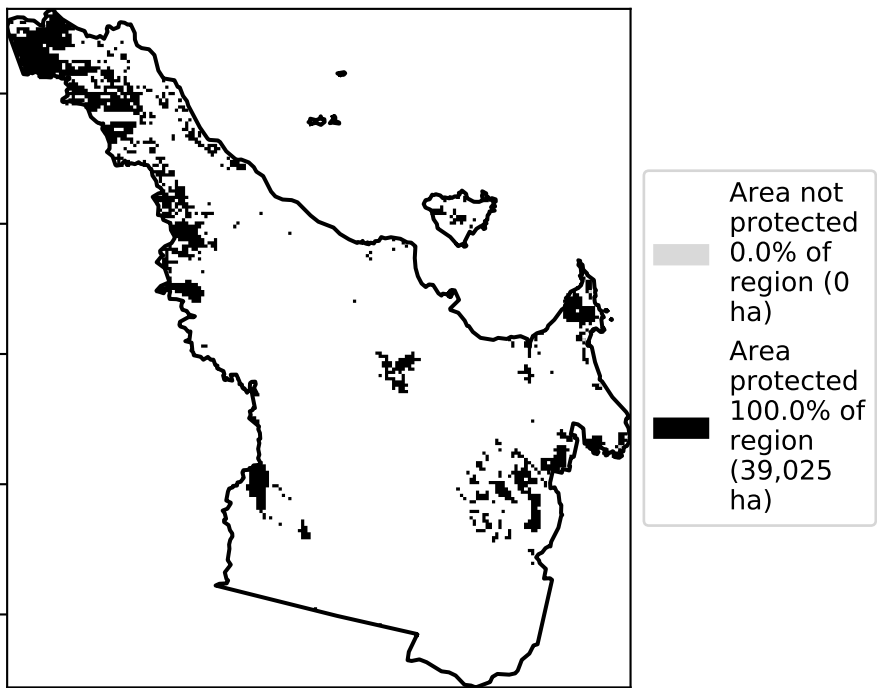 Area not
protected
0.0% of
region (0
ha)
Area
protected
100.0% of
region
(39,025
ha)